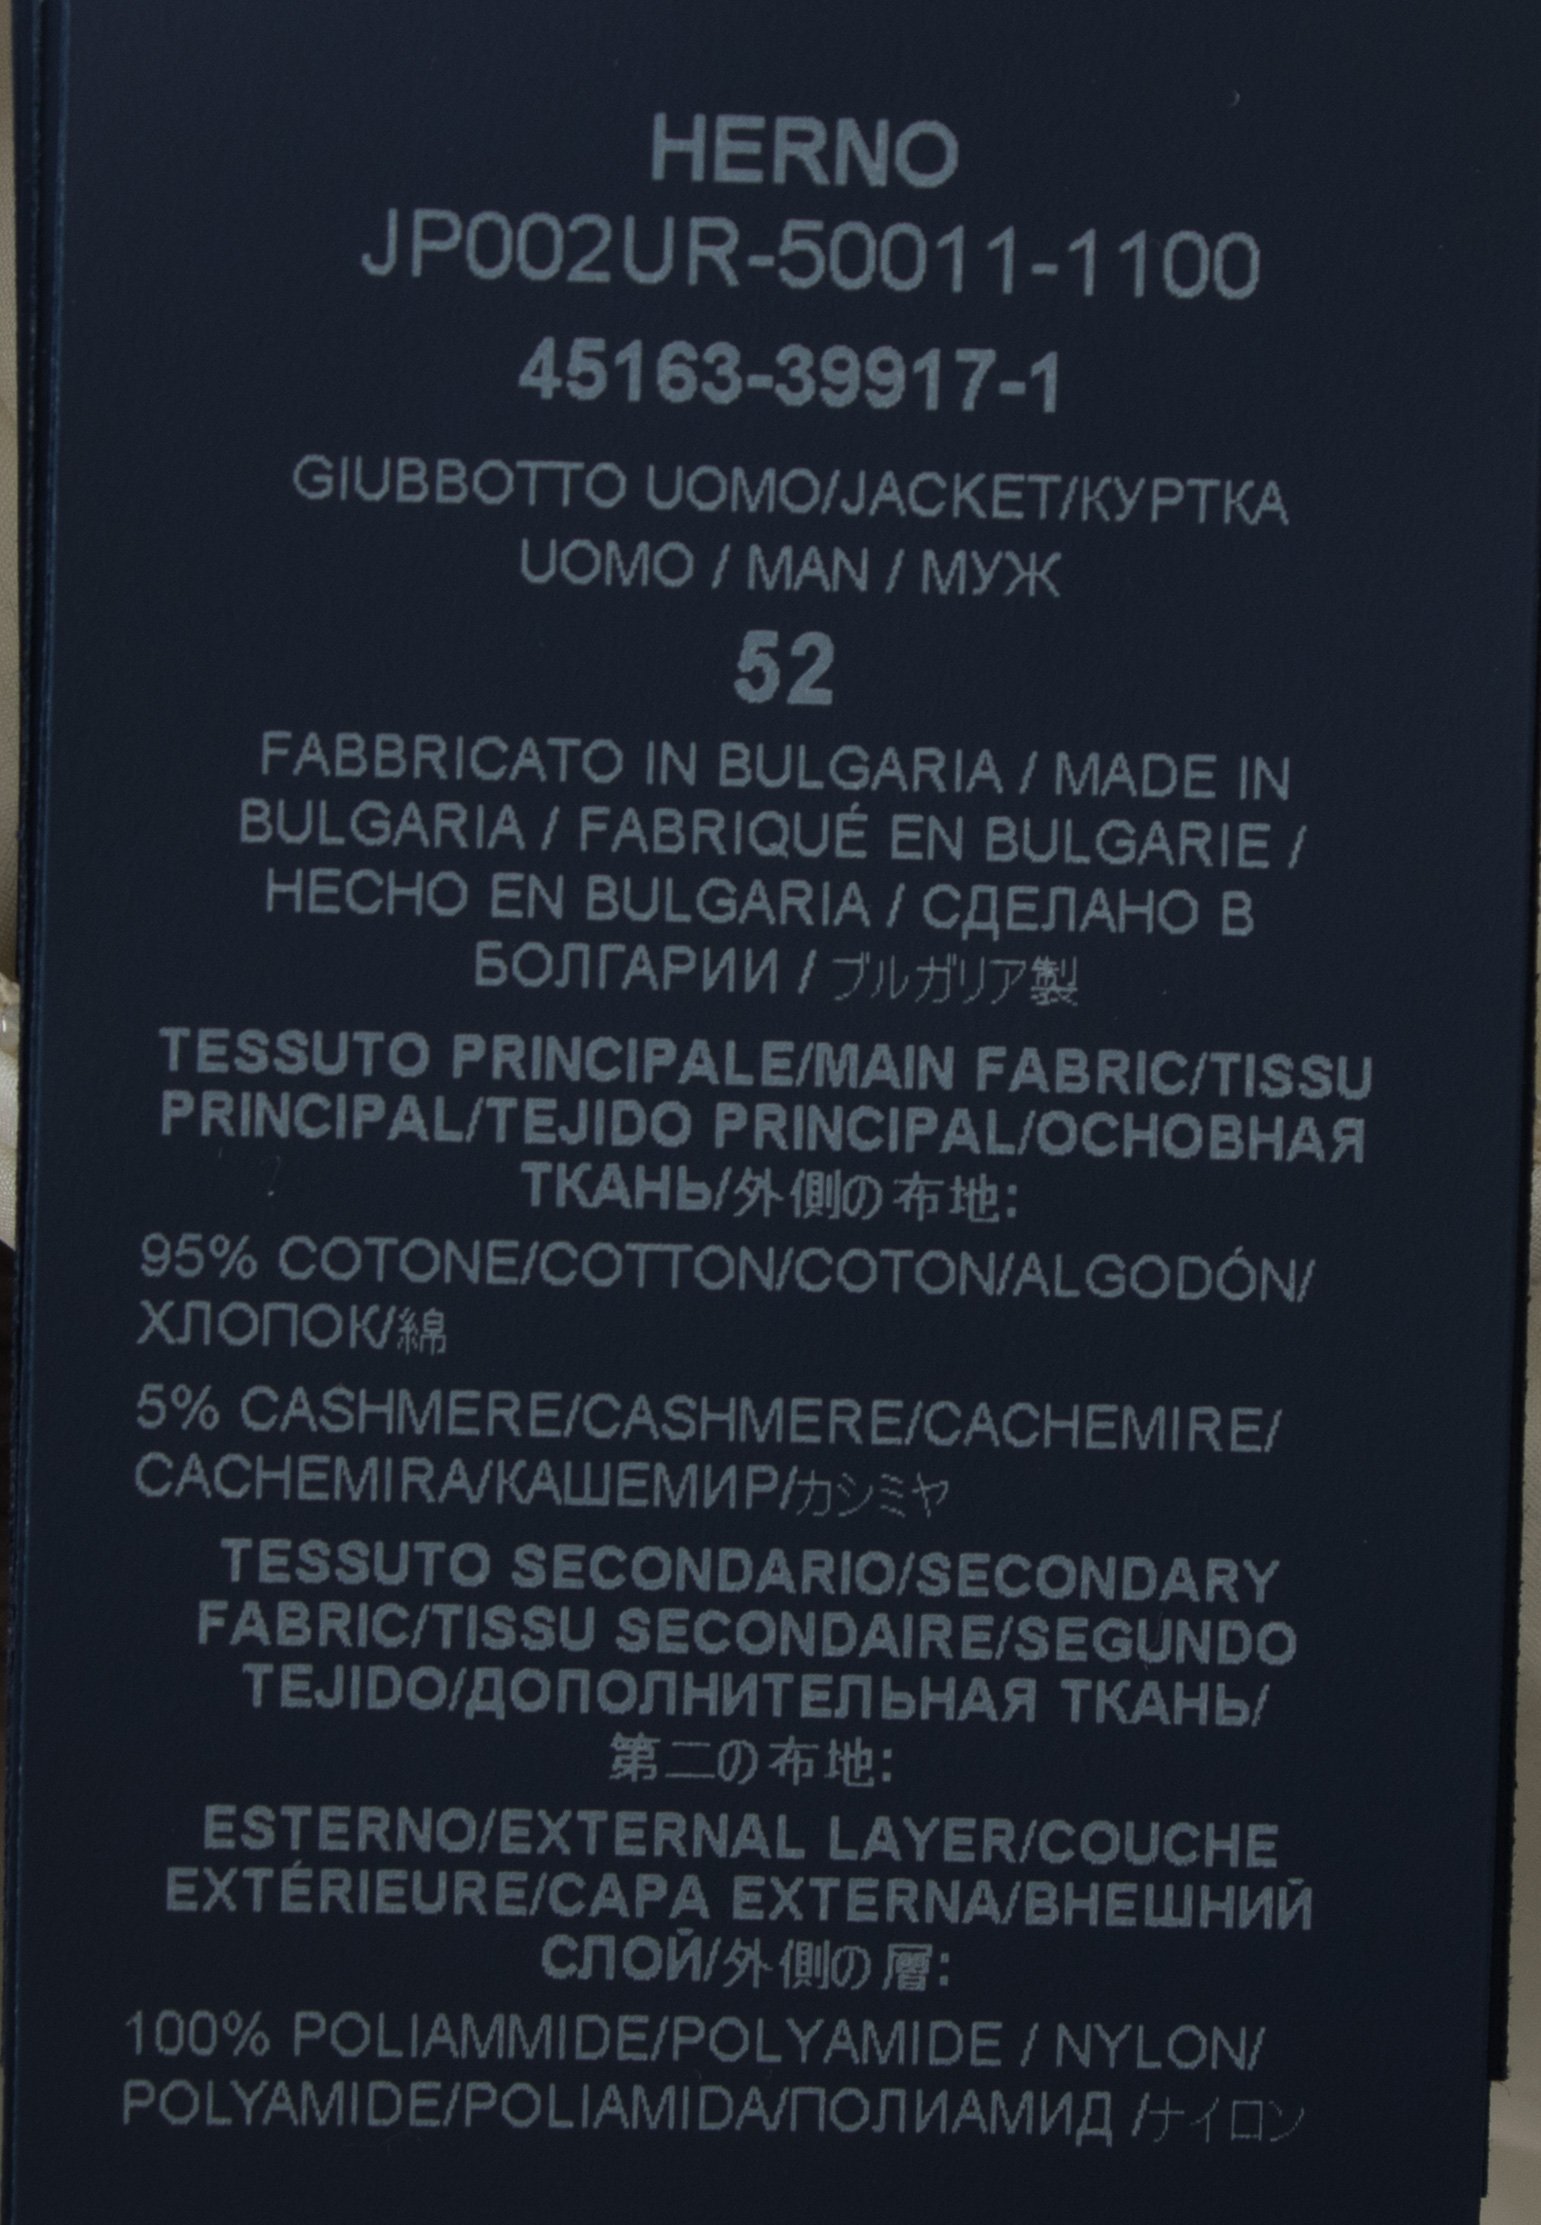 HERNO
JP002UR-50011-1100
45163-39917-1
GIUBBOTTO UOMO/JACKET/КУРТКА
UOMO / MAN / МУЖ
52
FABBRICATO IN BULGARIA / MADE IN
BULGARIA / FABRIQUÉ EN BULGARIE /
HECHO EN BULGARIA / СДЕЛАНО В
БОЛГАРИИ / ブルガリア製
TESSUTO PRINCIPALE/MAIN FABRIC/TISSU
PRINCIPAL/TEJIDO PRINCIPAL/ОСНОВНАЯ
ТКАНЬ/外側の布地:
95% COTONE/COTTON/COTON/ALGODÓN/
ХЛОПОК/綿
5% CASHMERE/CASHMERE/CACHEMIRE/
CACHEMIRA/КАШЕМИР/カシミヤ
TESSUTO SECONDARIO/SECONDARY
FABRIC/TISSU SECONDAIRE/SEGUNDO
TEJIDO/ДОПОЛНИТЕЛЬНАЯ ТКАНЬ/
第二の布地:
ESTERNO/EXTERNAL LAYER/COUCHE
EXTÉRIEURE/CAPA EXTERNA/ВНЕШНИЙ
СЛОЙ/外側の層:
100% POLIAMMIDE/POLYAMIDE / NYLON/
POLYAMIDE/POLIAMIDA/ПОЛИАМИД /ナイロン